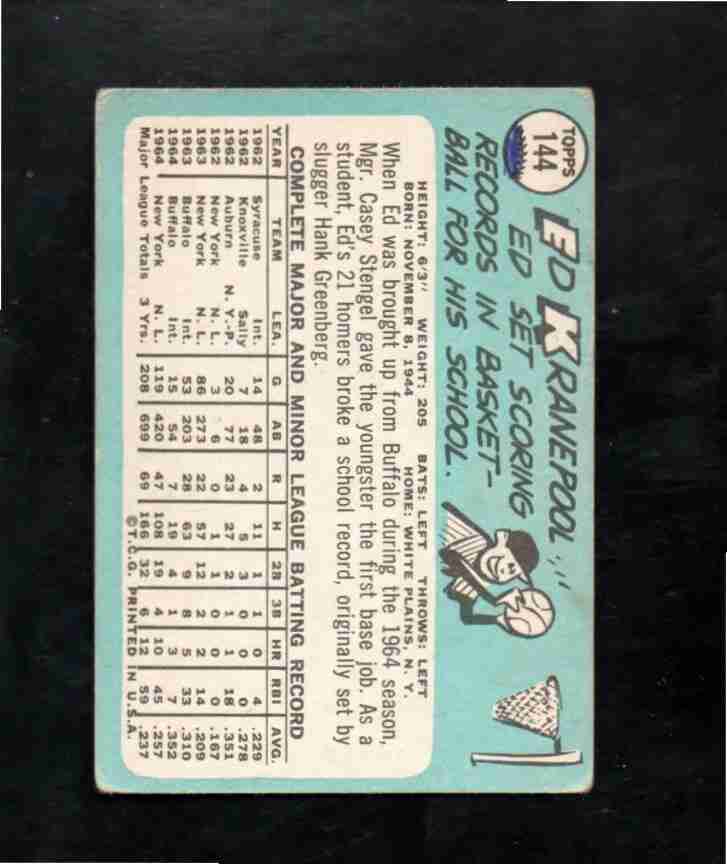 TOPPS
144
ED KRANEPOOL
ED SET SCORING
RECORDS IN BASKET-
BALL FOR HIS SCHOOL.
HEIGHT: 6'3" WEIGHT: 205 BATS: LEFT THROWS: LEFT
BORN: NOVEMBER 8, 1944 HOME: WHITE PLAINS, N. Y.
When Ed was brought up from Buffalo during the 1964 season,
Mgr. Casey Stengel gave the youngster the first base job. As a
student, Ed's 21 homers broke a school record, originally set by
slugger Hank Greenberg.
COMPLETE MAJOR AND MINOR LEAGUE BATTING RECORD
YEAR TEAM LEA. G AB R H 2B 3B HR RBI AVG.
1962 Syracuse Int. 14 48 2 11 1 1 0 4 .229
1962 Knoxville Sally 7 18 4 5 3 0 0 0 .278
1962 Auburn N. Y.-P. 20 77 23 27 2 1 1 18 .351
1962 New York N. L. 3 6 0 1 1 0 0 0 .167
1963 New York N. L. 86 273 22 57 12 2 2 14 .209
1963 Buffalo Int. 53 203 28 63 9 8 5 33 .310
1964 Buffalo Int. 15 54 7 19 4 1 3 7 .352
1964 New York N. L. 119 420 47 108 19 4 10 45 .257
Major League Totals 3 Yrs. 208 699 69 166 32 6 12 59 .237
©T.C.G. PRINTED IN U.S.A.